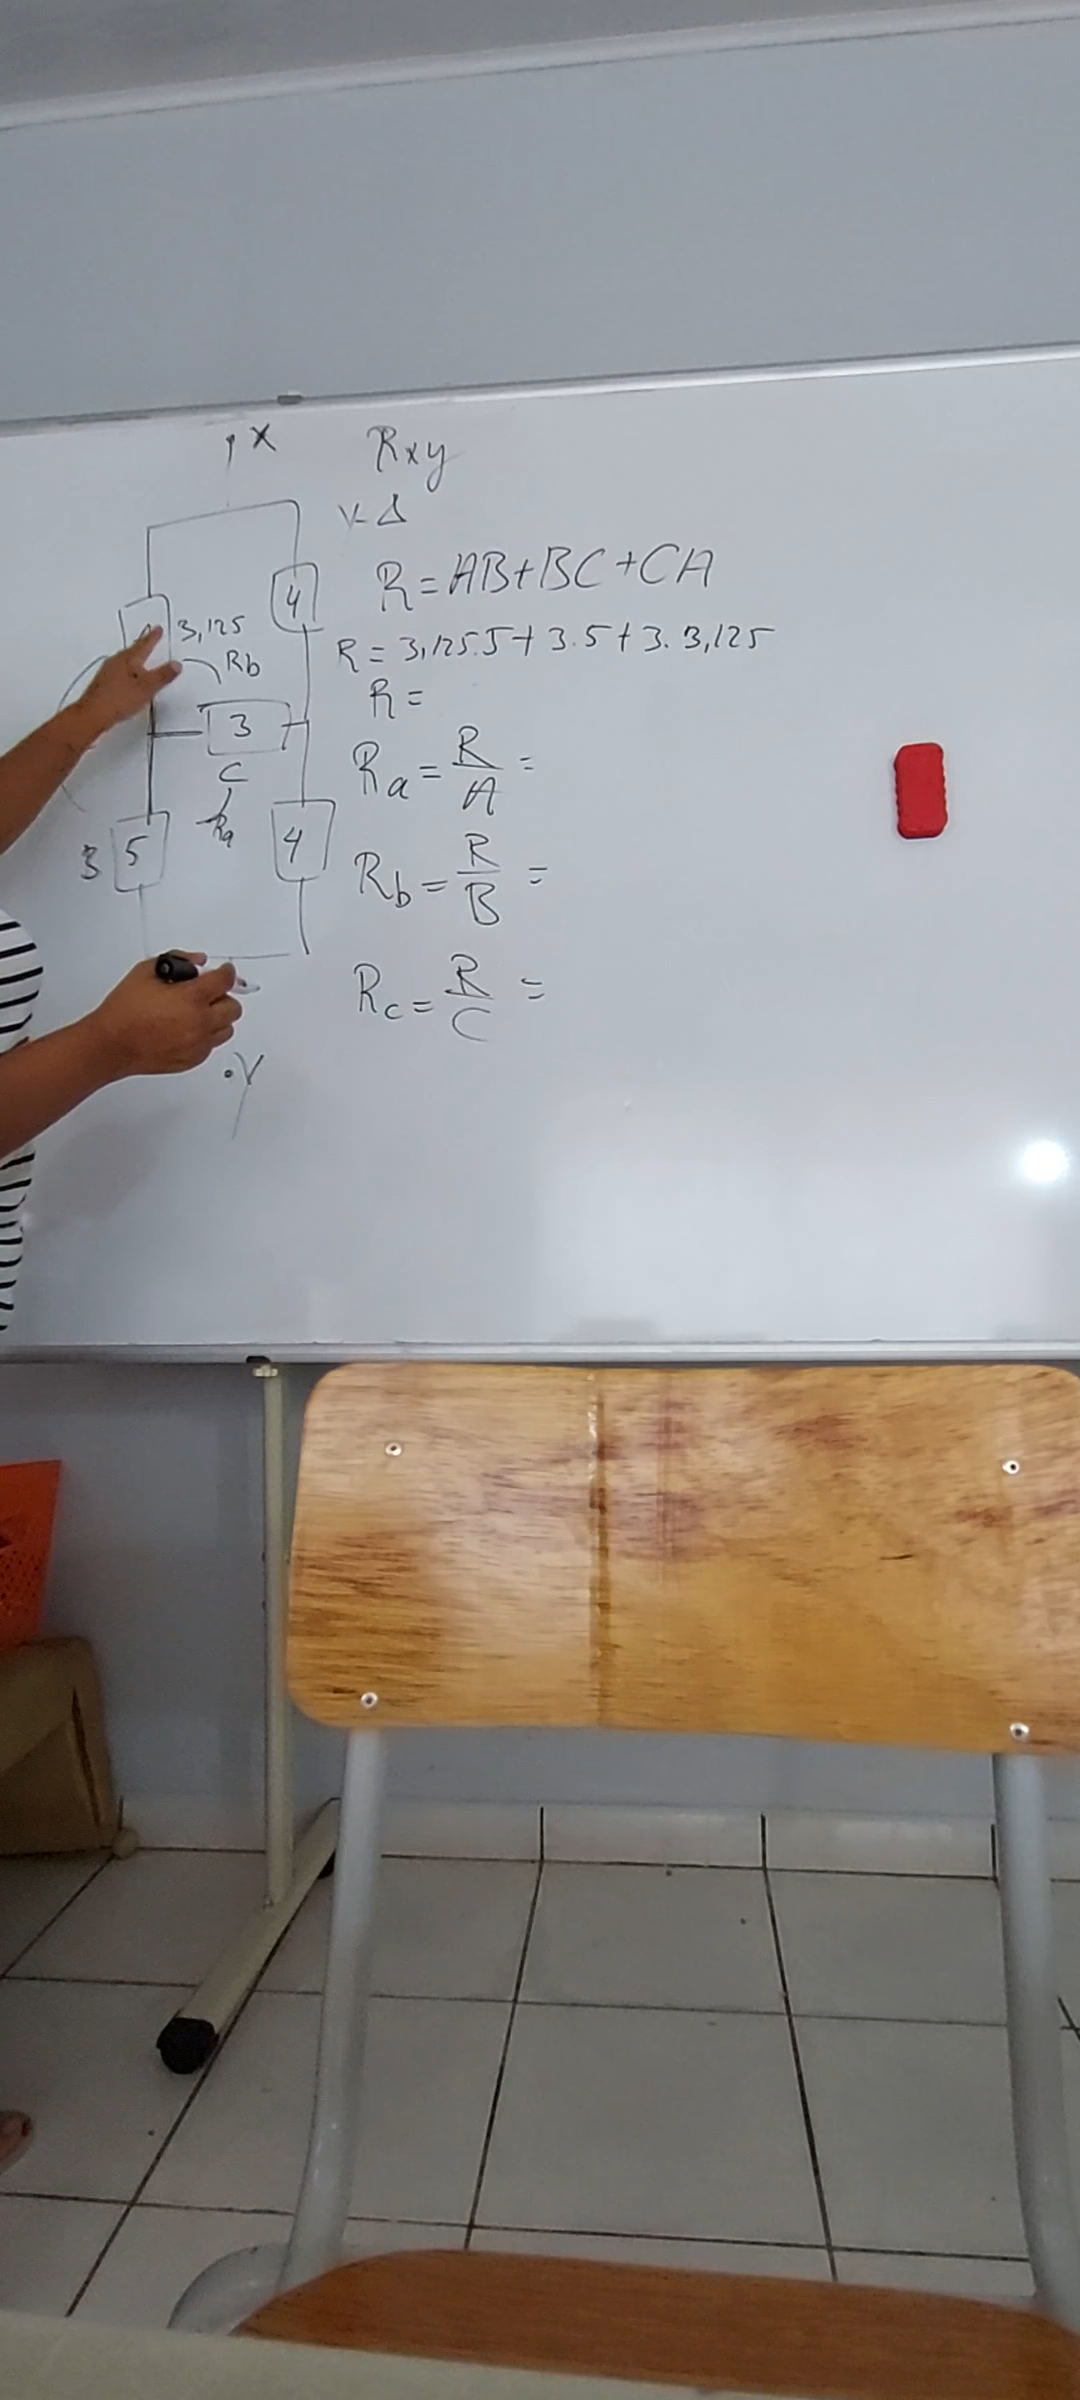 X
Rxy
Y-Δ
4
R=AB+BC+CA
3,125
R=3,125.5+3.5+3.3,125
Rb
R=
3
Ra=R/A=
C
Ra
3
5
4
Rb=R/B=
Rc=R/C=
.Y